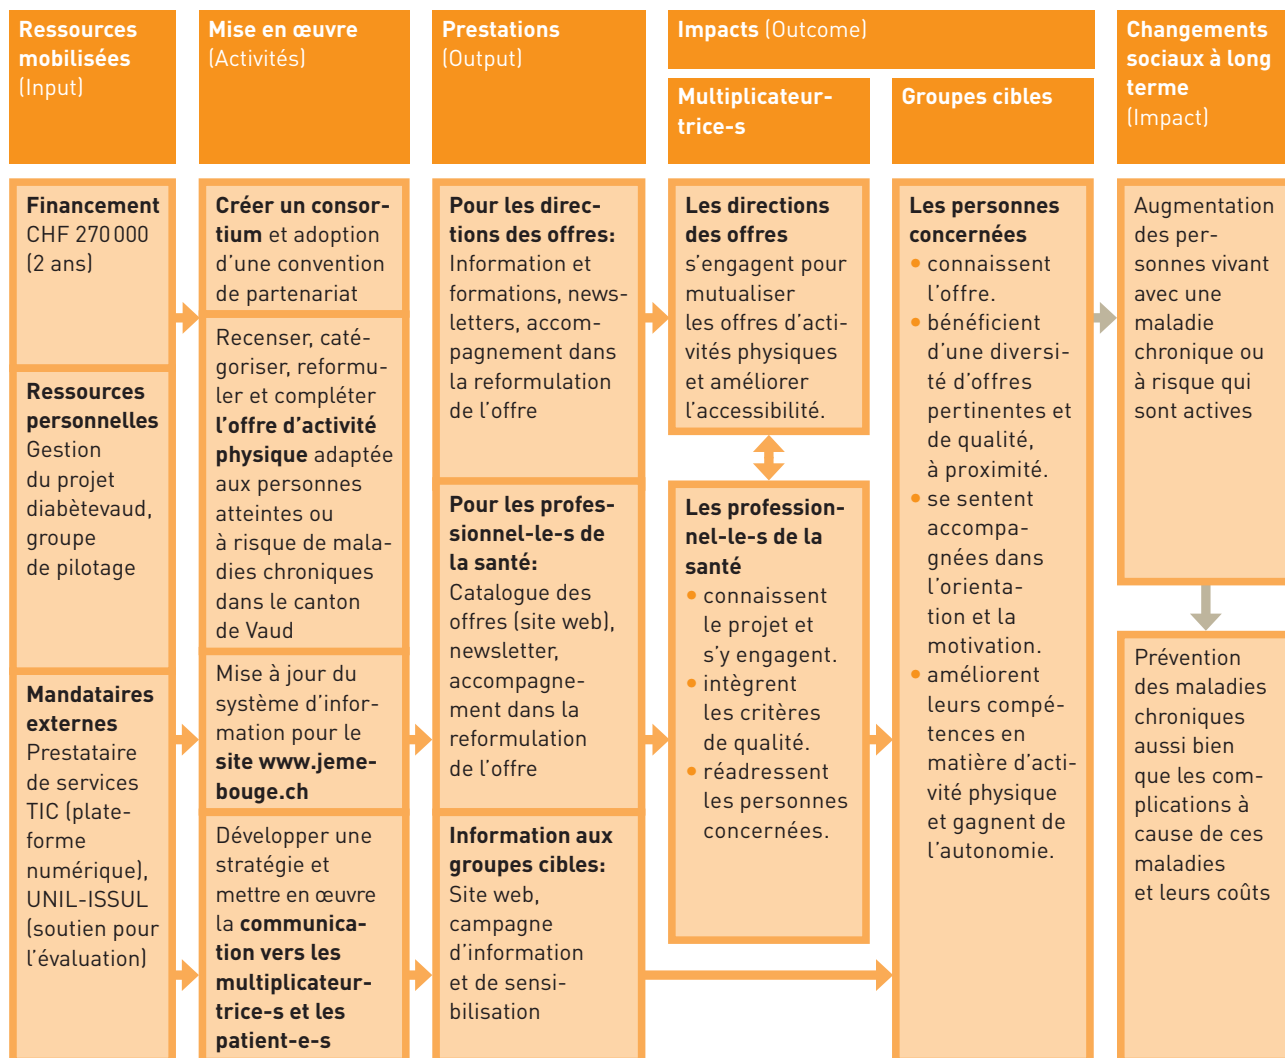 Ressources
mobilisées
(Input)
Mise en œuvre
(Activités)
Prestations
(Output)
Impacts (Outcome)
Multiplicateur-
trice-s
Groupes cibles
Changements
sociaux à long
terme
(Impact)
Financement
CHF 270 000
(2 ans)
Ressources
personnelles
Gestion
du projet
diabètevaud,
groupe
de pilotage
Mandataires
externes
Prestataire
de services
TIC (plate-
forme
numérique),
UNIL-ISSUL
(soutien pour
l’évaluation)
Créer un consor-
tium et adoption
d’une convention
de partenariat
Recenser, caté-
goriser, reformu-
ler et compléter
l’offre d’activité
physique adaptée
aux personnes
atteintes ou
à risque de mala-
dies chroniques
dans le canton
de Vaud
Mise à jour du
système d’infor-
mation pour le
site www.jeme-
bouge.ch
Développer une
stratégie et
mettre en œuvre
la communica-
tion vers les
multiplicateur-
trice-s et les
patient-e-s
Pour les direc-
tions des offres:
Information et
formations, news-
letters, accom-
pagnement dans
la reformulation
de l’offre
Pour les profes-
sionnel-le-s de
la santé:
Catalogue des
offres (site web),
newsletter,
accompagne-
ment dans la
reformulation
de l’offre
Information aux
groupes cibles:
Site web,
campagne
d’information
et de sensi-
bilisation
Les directions
des offres
s’engagent pour
mutualiser
les offres d’acti-
vités physiques
et améliorer
l’accessibilité.
Les profession-
nel-le-s de la
santé
• connaissent
le projet et
s’y engagent.
• intègrent
les critères
de qualité.
• réadressent
les personnes
concernées.
Les personnes
concernées
• connaissent
l’offre.
• bénéficient
d’une diversi-
té d’offres
pertinentes et
de qualité,
à proximité.
• se sentent
accompa-
gnées dans
l’orienta-
tion et la
motivation.
• améliorent
leurs compé-
tences en
matière d’acti-
vité physique
et gagnent de
l’autonomie.
Augmentation
des per-
sonnes vivant
avec une
maladie
chronique ou
à risque qui
sont actives
Prévention
des maladies
chroniques
aussi bien
que les com-
plications à
cause de ces
maladies
et leurs coûts